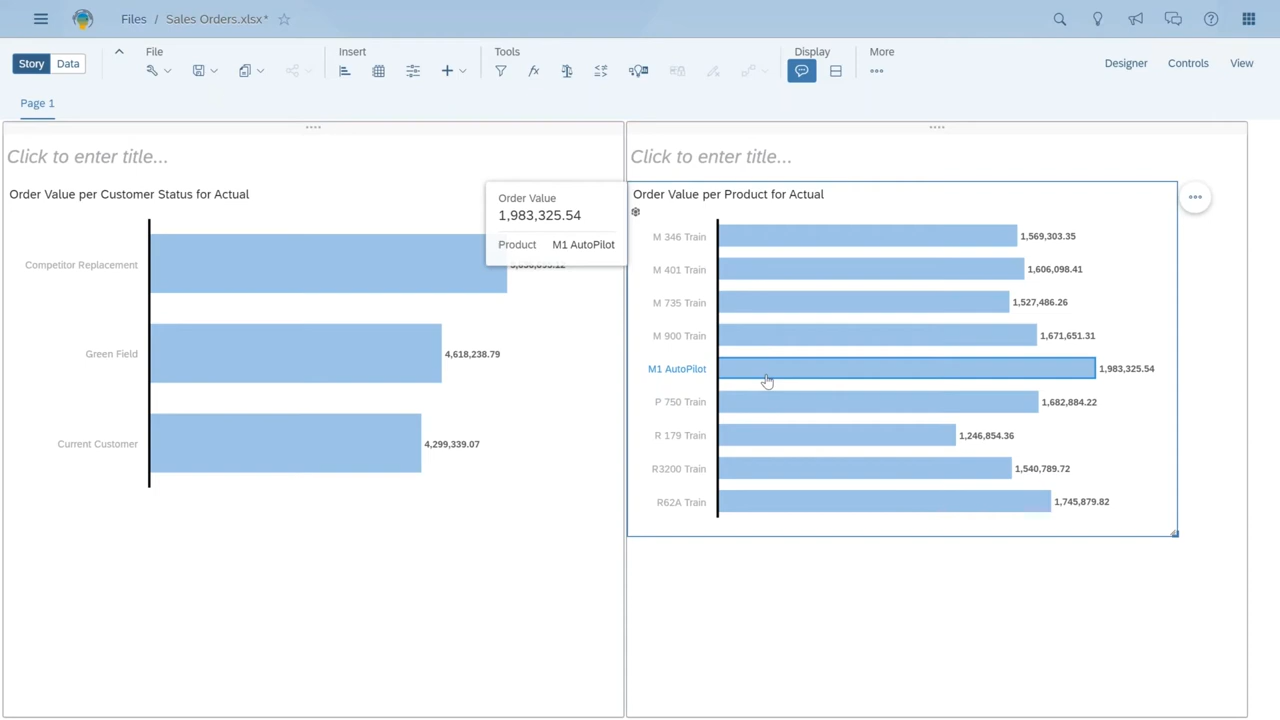 Files / Sales Orders.xlsx*
Story Data
File
Insert
Tools
Display
More
Designer Controls View
Page 1
Click to enter title...
Order Value per Customer Status for Actual
Competitor Replacement
Green Field 4,618,238.79
Current Customer 4,299,339.07
Order Value
1,983,325.54
Product M1 AutoPilot
Click to enter title...
Order Value per Product for Actual
M 346 Train 1,569,303.35
M 401 Train 1,606,098.41
M 735 Train 1,527,486.26
M 900 Train 1,671,651.31
M1 AutoPilot 1,983,325.54
P 750 Train 1,682,884.22
R 179 Train 1,246,854.36
R3200 Train 1,540,789.72
R62A Train 1,745,879.82